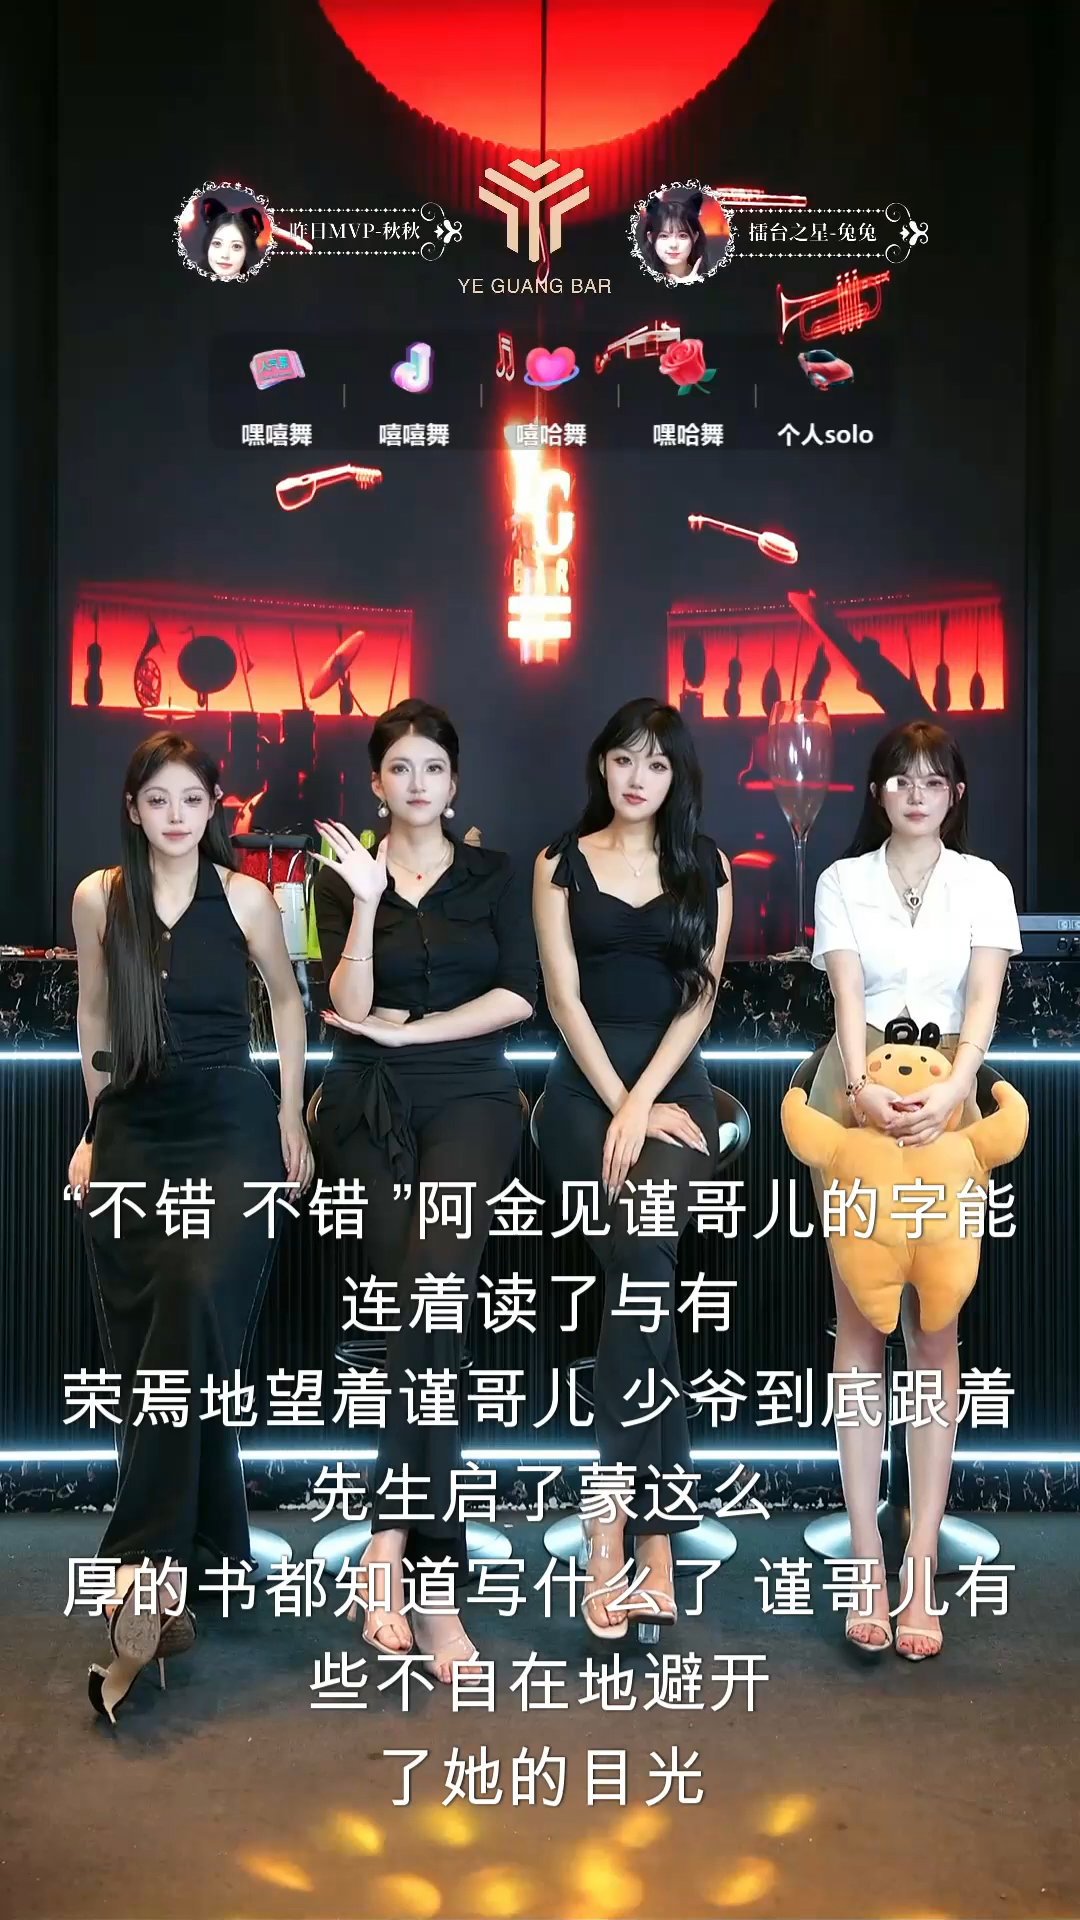 昨日MVP-秋秋
擂台之星-兔兔
YE GUANG BAR
人气票
嘿嘻舞
嘻嘻舞
嘻哈舞
嘿哈舞
个人solo
G
BAR
“不错 不错 ”阿金见谨哥儿的字能
连着读了与有
荣焉地望着谨哥儿 少爷到底跟着
先生启了蒙这么
厚的书都知道写什么了 谨哥儿有
些不自在地避开
了她的目光